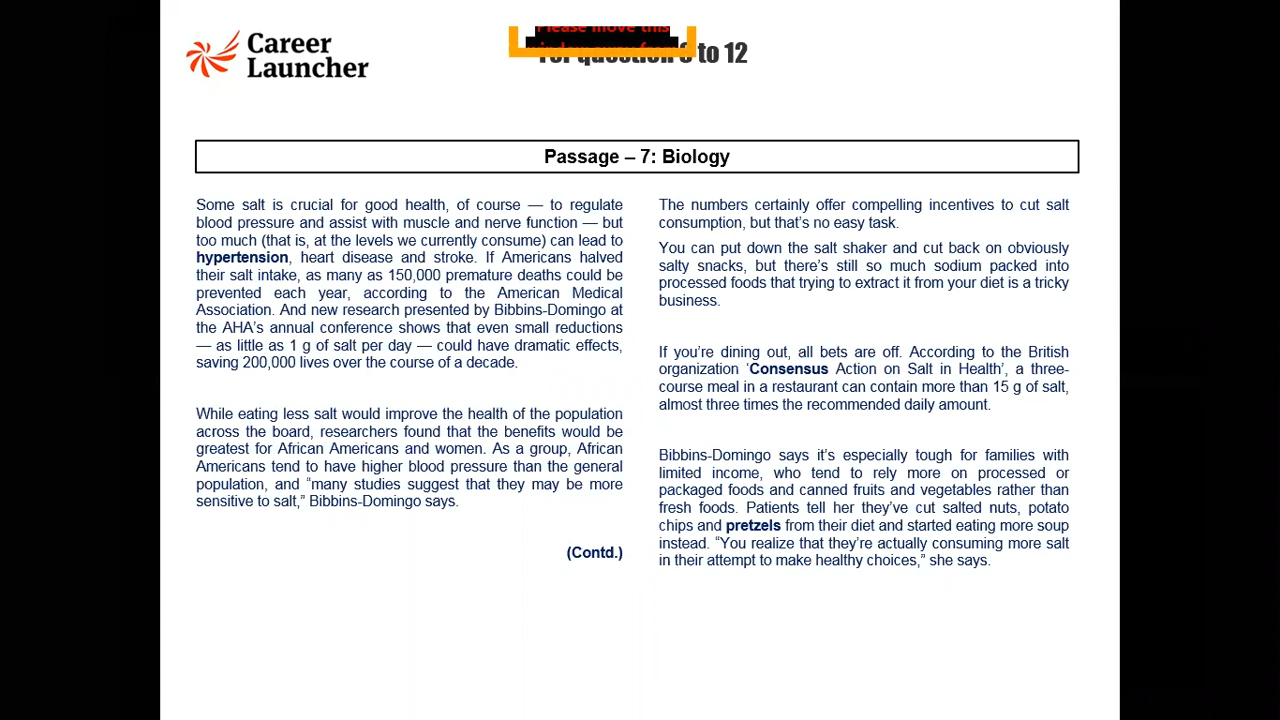 Career
Launcher
Please move this
to 12
Passage – 7: Biology
Some salt is crucial for good health, of course — to regulate
blood pressure and assist with muscle and nerve function — but
too much (that is, at the levels we currently consume) can lead to
hypertension, heart disease and stroke. If Americans halved
their salt intake, as many as 150,000 premature deaths could be
prevented each year, according to the American Medical
Association. And new research presented by Bibbins-Domingo at
the AHA's annual conference shows that even small reductions
— as little as 1 g of salt per day — could have dramatic effects,
saving 200,000 lives over the course of a decade.
While eating less salt would improve the health of the population
across the board, researchers found that the benefits would be
greatest for African Americans and women. As a group, African
Americans tend to have higher blood pressure than the general
population, and “many studies suggest that they may be more
sensitive to salt,” Bibbins-Domingo says.
(Contd.)
The numbers certainly offer compelling incentives to cut salt
consumption, but that's no easy task.
You can put down the salt shaker and cut back on obviously
salty snacks, but there's still so much sodium packed into
processed foods that trying to extract it from your diet is a tricky
business.
If you're dining out, all bets are off. According to the British
organization ‘Consensus Action on Salt in Health’, a three-
course meal in a restaurant can contain more than 15 g of salt,
almost three times the recommended daily amount.
Bibbins-Domingo says it's especially tough for families with
limited income, who tend to rely more on processed or
packaged foods and canned fruits and vegetables rather than
fresh foods. Patients tell her they've cut salted nuts, potato
chips and pretzels from their diet and started eating more soup
instead. “You realize that they're actually consuming more salt
in their attempt to make healthy choices,” she says.